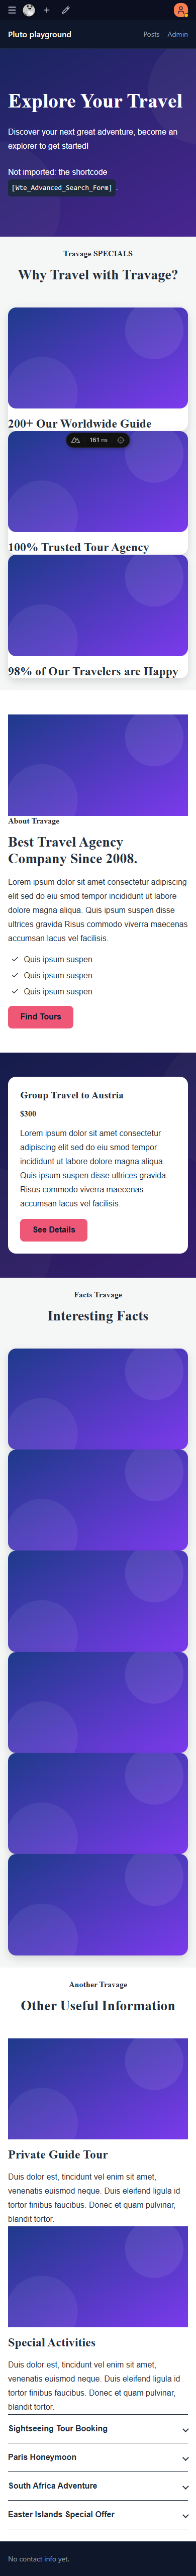 Pluto playground
Posts
Admin
Explore Your Travel
Discover your next great adventure, become an
explorer to get started!
Not imported: the shortcode
[Wte_Advanced_Search_Form].
Travage SPECIALS
Why Travel with Travage?
200+ Our Worldwide Guide
161 ms
100% Trusted Tour Agency
98% of Our Travelers are Happy
About Travage
Best Travel Agency
Company Since 2008.
Lorem ipsum dolor sit amet consectetur adipiscing
elit sed do eiu smod tempor incididunt ut labore
dolore magna aliqua. Quis ipsum suspen disse
ultrices gravida Risus commodo viverra maecenas
accumsan lacus vel facilisis.
Quis ipsum suspen
Quis ipsum suspen
Quis ipsum suspen
Find Tours
Group Travel to Austria
$300
Lorem ipsum dolor sit amet consectetur
adipiscing elit sed do eiu smod tempor
incididunt ut labore dolore magna aliqua.
Quis ipsum suspen disse ultrices gravida
Risus commodo viverra maecenas
accumsan lacus vel facilisis.
See Details
Facts Travage
Interesting Facts
Another Travage
Other Useful Information
Private Guide Tour
Duis dolor est, tincidunt vel enim sit amet,
venenatis euismod neque. Duis eleifend ligula id
tortor finibus faucibus. Donec et quam pulvinar,
blandit tortor.
Special Activities
Duis dolor est, tincidunt vel enim sit amet,
venenatis euismod neque. Duis eleifend ligula id
tortor finibus faucibus. Donec et quam pulvinar,
blandit tortor.
Sightseeing Tour Booking
Paris Honeymoon
South Africa Adventure
Easter Islands Special Offer
No contact info yet.